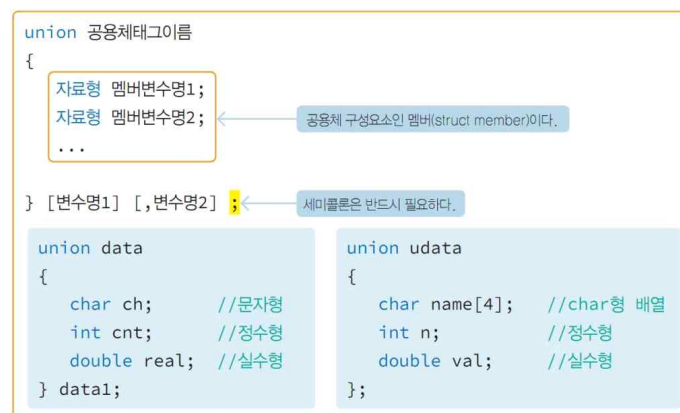 union 공용체태그이름
{
자료형 멤버변수명1;
자료형 멤버변수명2;
공용체 구성요소인 멤버(struct member)이다.
...
} [변수명1] [,변수명2] ;
세미콜론은 반드시 필요하다.
union data
{
char ch; //문자형
int cnt; //정수형
double real; //실수형
} data1;
union udata
{
char name[4]; //char형 배열
int n; //정수형
double val; //실수형
};